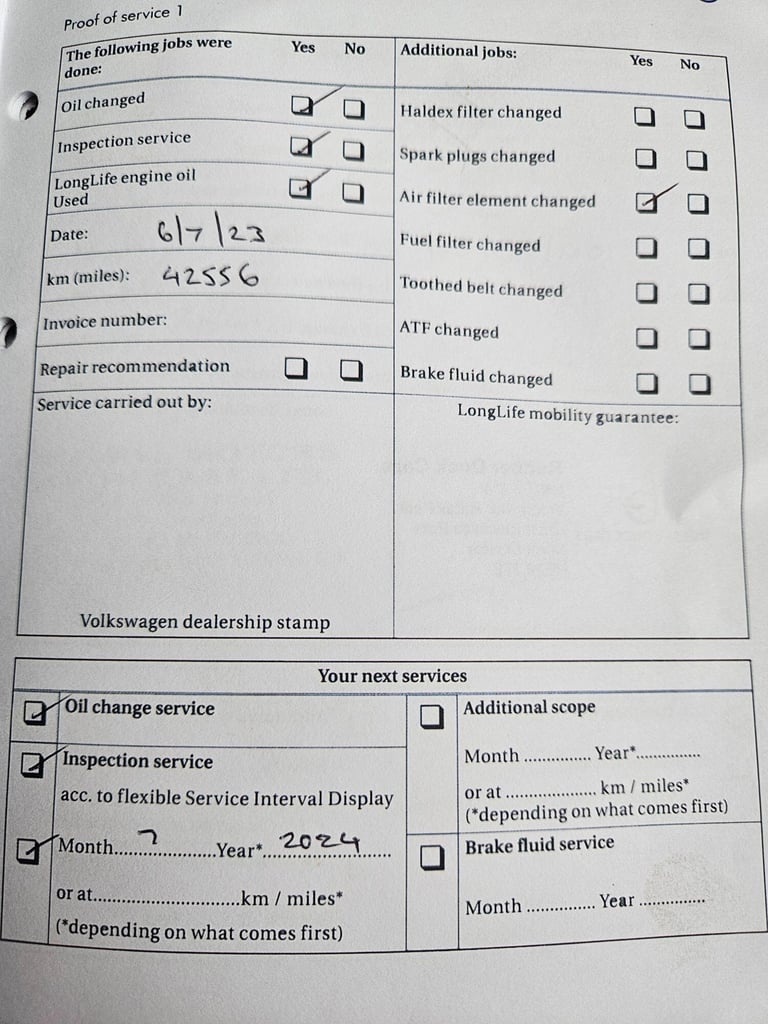 Proof of service 1
The following jobs were done: Yes No
Oil changed
Inspection service
LongLife engine oil
Used
Date: 6/7/23
km (miles): 42556
Invoice number:
Repair recommendation
Service carried out by:
Volkswagen dealership stamp
Additional jobs: Yes No
Haldex filter changed
Spark plugs changed
Air filter element changed
Fuel filter changed
Toothed belt changed
ATF changed
Brake fluid changed
LongLife mobility guarantee:
Your next services
Oil change service
Inspection service
acc. to flexible Service Interval Display
Month...7...Year*...2024...
or at............................km / miles*
(*depending on what comes first)
Additional scope
Month .............. Year*..............
or at ................... km / miles*
(*depending on what comes first)
Brake fluid service
Month .............. Year ..............